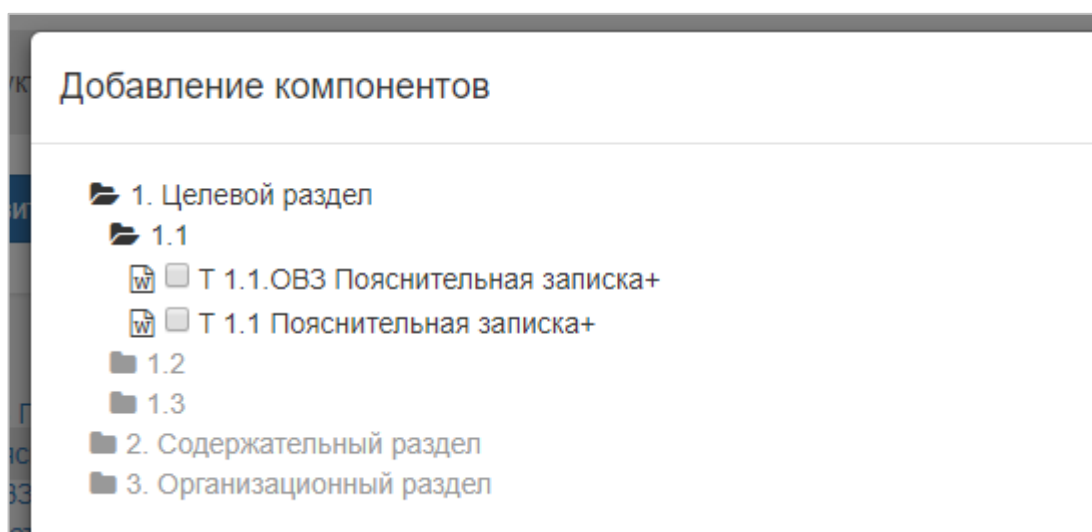 Добавление компонентов
1. Целевой раздел
1.1
Т 1.1.ОВЗ Пояснительная записка+
Т 1.1 Пояснительная записка+
1.2
1.3
2. Содержательный раздел
3. Организационный раздел